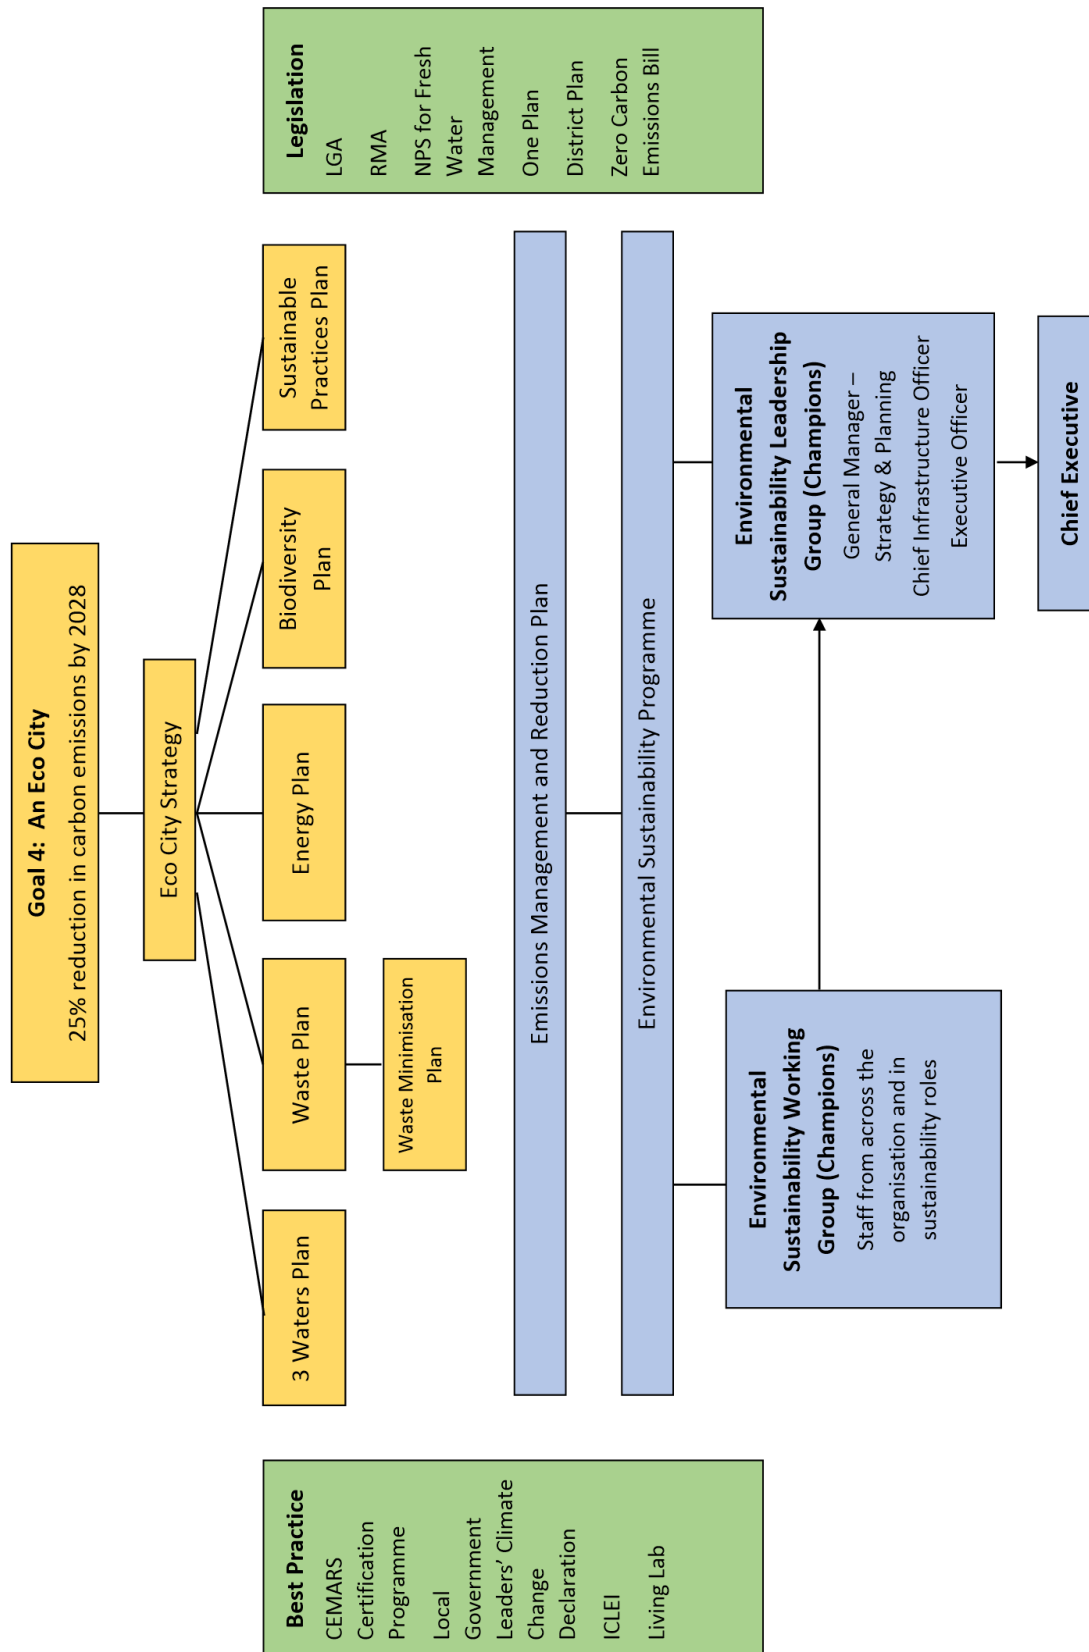 Goal 4:  An Eco City
25% reduction in carbon emissions by 2028
Eco City Strategy
3 Waters Plan
Waste Plan
Energy Plan
Biodiversity
Plan
Sustainable
Practices Plan
Waste Minimisation
Plan
Best Practice
CEMARS
Certification
Programme
Local
Government
Leaders’ Climate
Change
Declaration
ICLEI
Living Lab
Emissions Management and Reduction Plan
Environmental Sustainability Programme
Legislation
LGA
RMA
NPS for Fresh
Water
Management
One Plan
District Plan
Zero Carbon
Emissions Bill
Environmental
Sustainability Working
Group (Champions)
Staff from across the
organisation and in
sustainability roles
Environmental
Sustainability Leadership
Group (Champions)
General Manager –
Strategy & Planning
Chief Infrastructure Officer
Executive Officer
Chief Executive